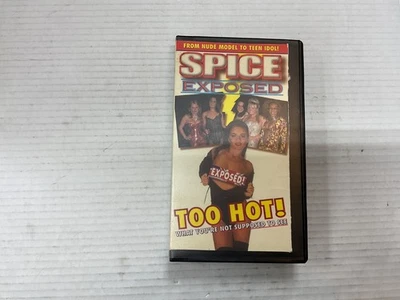 FROM NUDE MODEL TO TEEN IDOL!
SPICE
EXPOSED
EXPOSED!
TOO HOT!
WHAT YOU'RE NOT SUPPOSED TO SEE